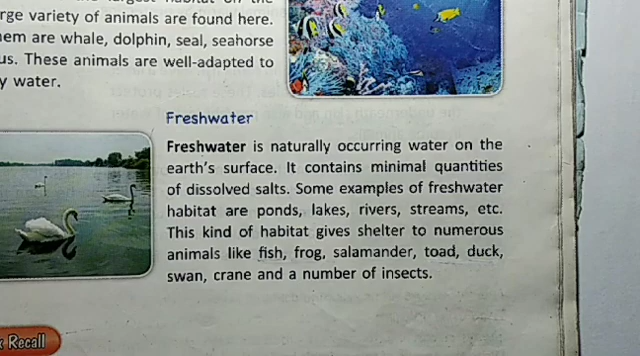 rge variety of animals are found here.
em are whale, dolphin, seal, seahorse
us. These animals are well-adapted to
y water.
Freshwater
Freshwater is naturally occurring water on the
earth's surface. It contains minimal quantities
of dissolved salts. Some examples of freshwater
habitat are ponds, lakes, rivers, streams, etc.
This kind of habitat gives shelter to numerous
animals like fish, frog, salamander, toad, duck,
swan, crane and a number of insects.
Recall